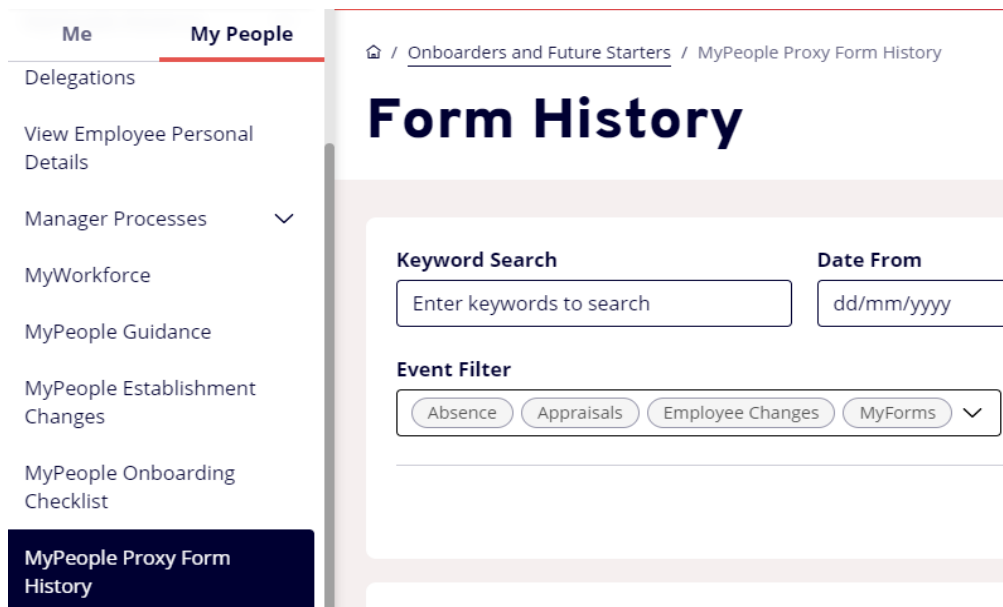 Me
My People
Delegations
View Employee Personal
Details
Manager Processes
MyWorkforce
MyPeople Guidance
MyPeople Establishment
Changes
MyPeople Onboarding
Checklist
MyPeople Proxy Form
History
/ Onboarders and Future Starters / MyPeople Proxy Form History
Form History
Keyword Search
Enter keywords to search
Date From
dd/mm/yyyy
Event Filter
Absence Appraisals Employee Changes MyForms